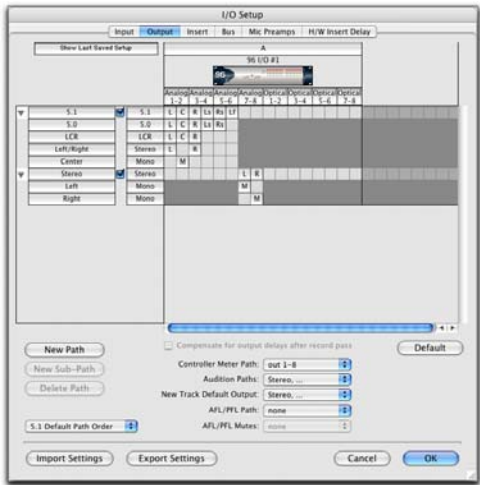 I/O Setup
Input Output Insert Bus Mic Preamps H/W Insert Delay
Show Last Saved Setup
A
96 I/O #1
96
Analog Analog Analog Analog Optical Optical Optical Optical
1-2 3-4 5-6 7-8 1-2 3-4 5-6 7-8
5.1 5.1 L C R Ls Rs Lf
5.0 5.0 L C R Ls Rs
LCR LCR L C R
Left/Right Stereo L R
Center Mono M
Stereo Stereo L R
Left Mono M
Right Mono M
New Path
Compensate for output delays after record pass
Default
New Sub-Path
Controller Meter Path: out 1-8
Delete Path
Audition Paths: Stereo, ...
New Track Default Output: Stereo, ...
AFL/PFL Path: none
5.1 Default Path Order
AFL/PFL Mutes: none
Import Settings Export Settings Cancel OK